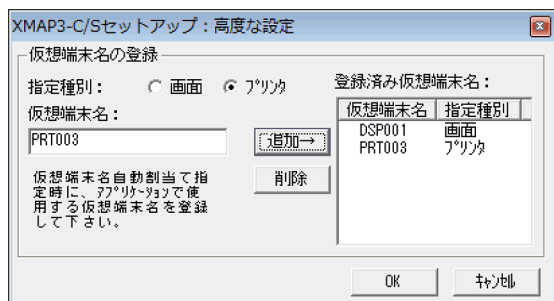 XMAP3-C/Sセットアップ：高度な設定
仮想端末名の登録
指定種別：
画面
ﾌﾟﾘﾝﾀ
仮想端末名：
PRT003
追加→
削除
仮想端末名自動割当て指
定時に、ｱﾌﾟﾘｹｰｼｮﾝで使
用する仮想端末名を登録
して下さい。
登録済み仮想端末名：
仮想端末名 指定種別
DSP001 画面
PRT003 ﾌﾟﾘﾝﾀ
OK
ｷｬﾝｾﾙ